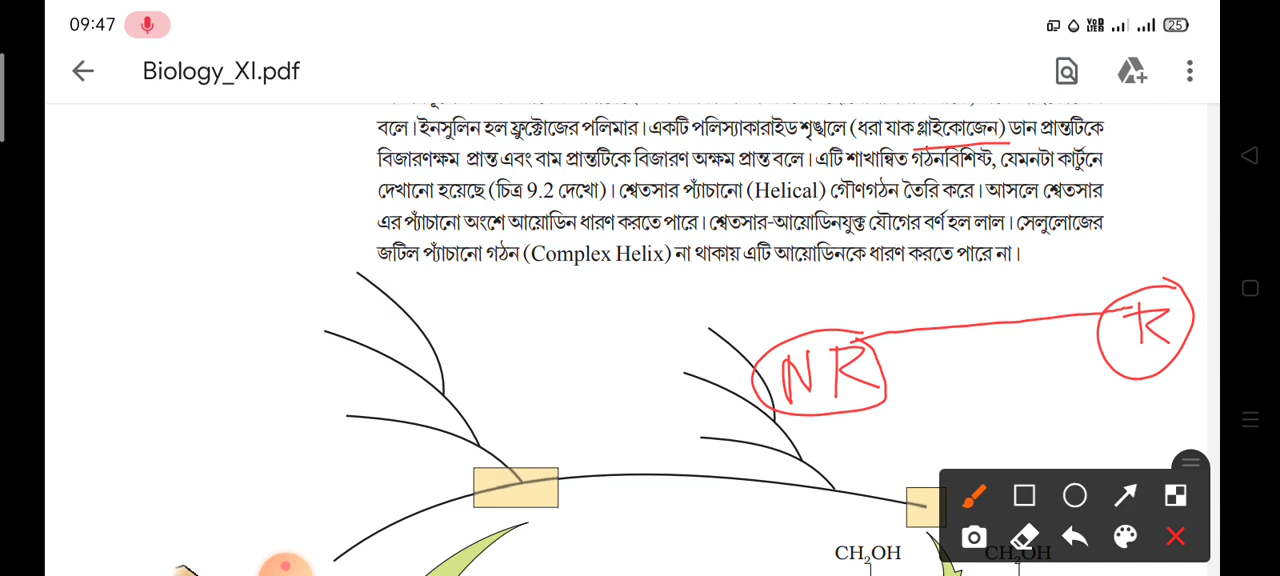 09:47
25
Biology_XI.pdf
বলে। ইনসুলিন হল ফ্রুক্টোজের পলিমার। একটি পলিস্যাকারাইড শৃঙ্খলে (ধরা যাক গ্লাইকোজেন) ডান প্রান্তটিকে
বিজারণক্ষম প্রান্ত এবং বাম প্রান্তটিকে বিজারণ অক্ষম প্রান্ত বলে। এটি শাখান্বিত গঠনবিশিষ্ট, যেমনটা কার্টুনে
দেখানো হয়েছে (চিত্র 9.2 দেখো)। শ্বেতসার প্যাঁচানো (Helical) গৌণগঠন তৈরি করে। আসলে শ্বেতসার
এর প্যাঁচানো অংশে আয়োডিন ধারণ করতে পারে। শ্বেতসার-আয়োডিনযুক্ত যৌগের বর্ণ হল লাল। সেলুলোজের
জটিল প্যাঁচানো গঠন (Complex Helix) না থাকায় এটি আয়োডিনকে ধারণ করতে পারে না।
NR R
CH₂OH CH₂OH